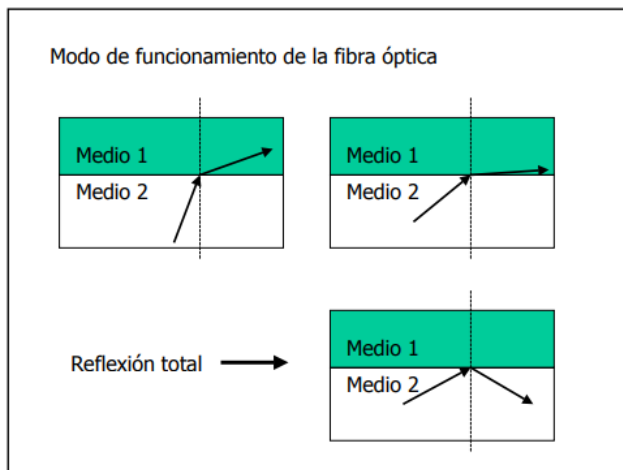 Modo de funcionamiento de la fibra óptica
Medio 1
Medio 2
Medio 1
Medio 2
Reflexión total
Medio 1
Medio 2